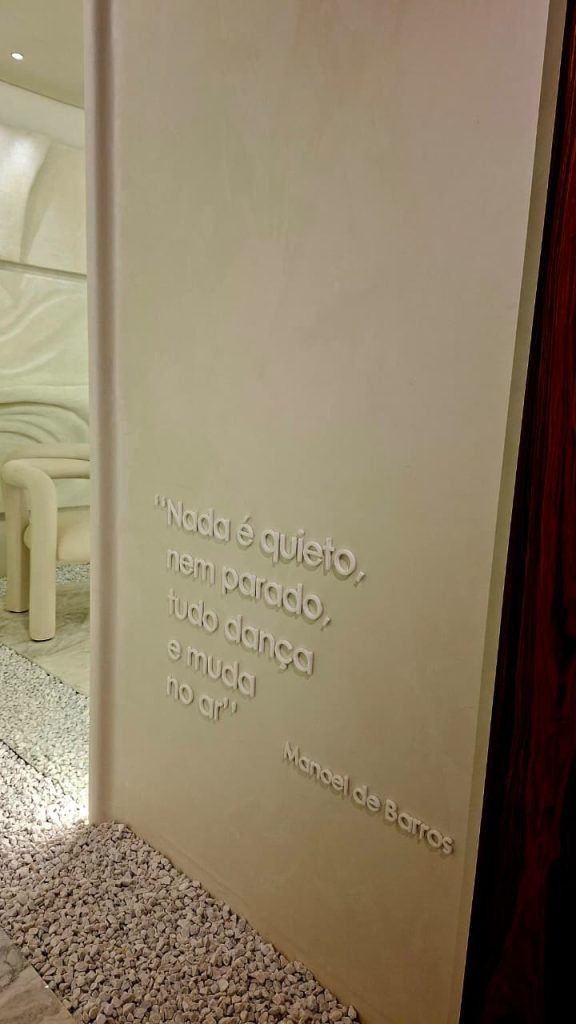 "Nada é quieto,
nem parado,
tudo dança
e muda
no ar"
Manoel de Barros